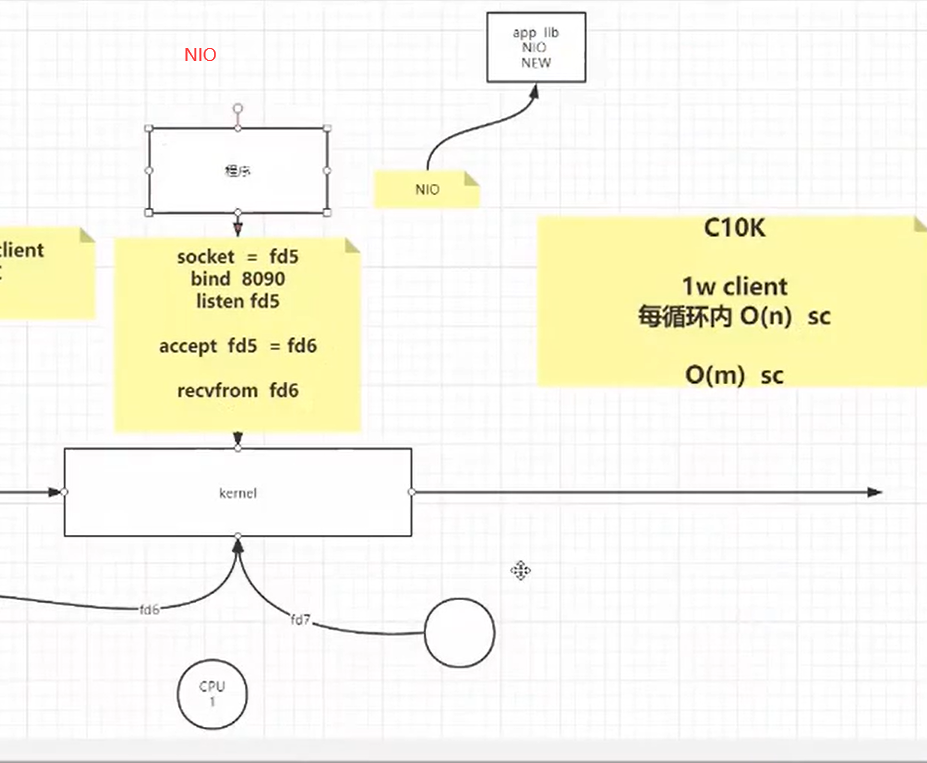 NIO
app lib
NIO
NEW
程序
NIO
client
socket = fd5
bind 8090
listen fd5
accept fd5 = fd6
recvfrom fd6
C10K
1w client
每循环内 O(n) sc
O(m) sc
kernel
fd6
fd7
CPU
1